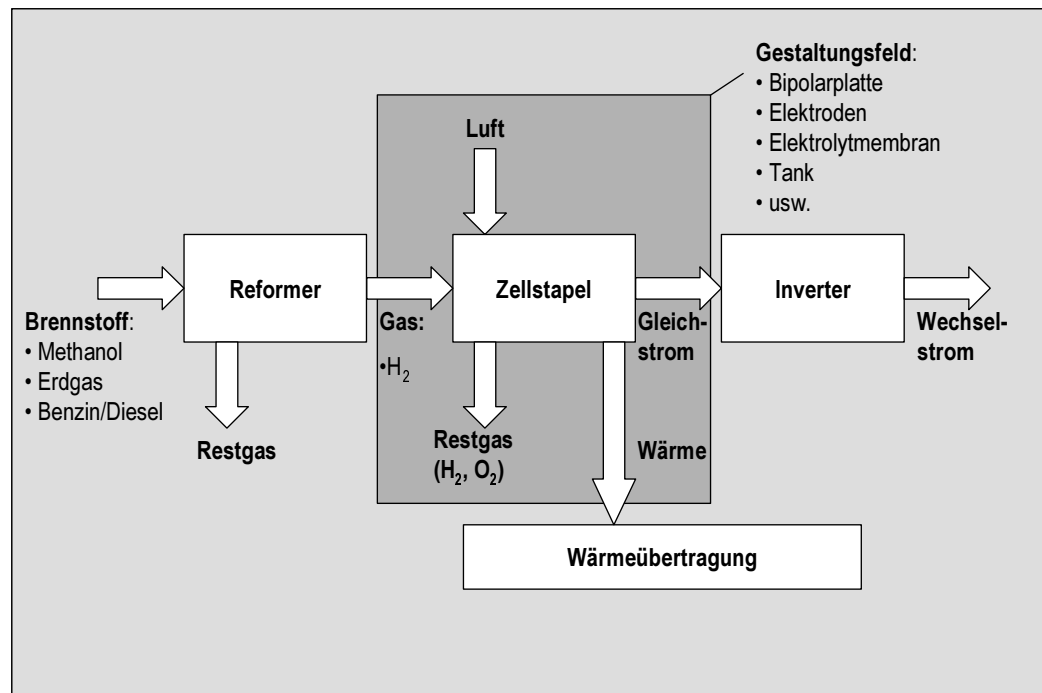 Gestaltungsfeld:
• Bipolarplatte
• Elektroden
• Elektrolytmembran
• Tank
• usw.
Luft
Reformer
Zellstapel
Inverter
Brennstoff:
• Methanol
• Erdgas
• Benzin/Diesel
Gas:
•H₂
Gleich-
strom
Wechsel-
strom
Restgas
Restgas
(H₂, O₂)
Wärme
Wärmeübertragung